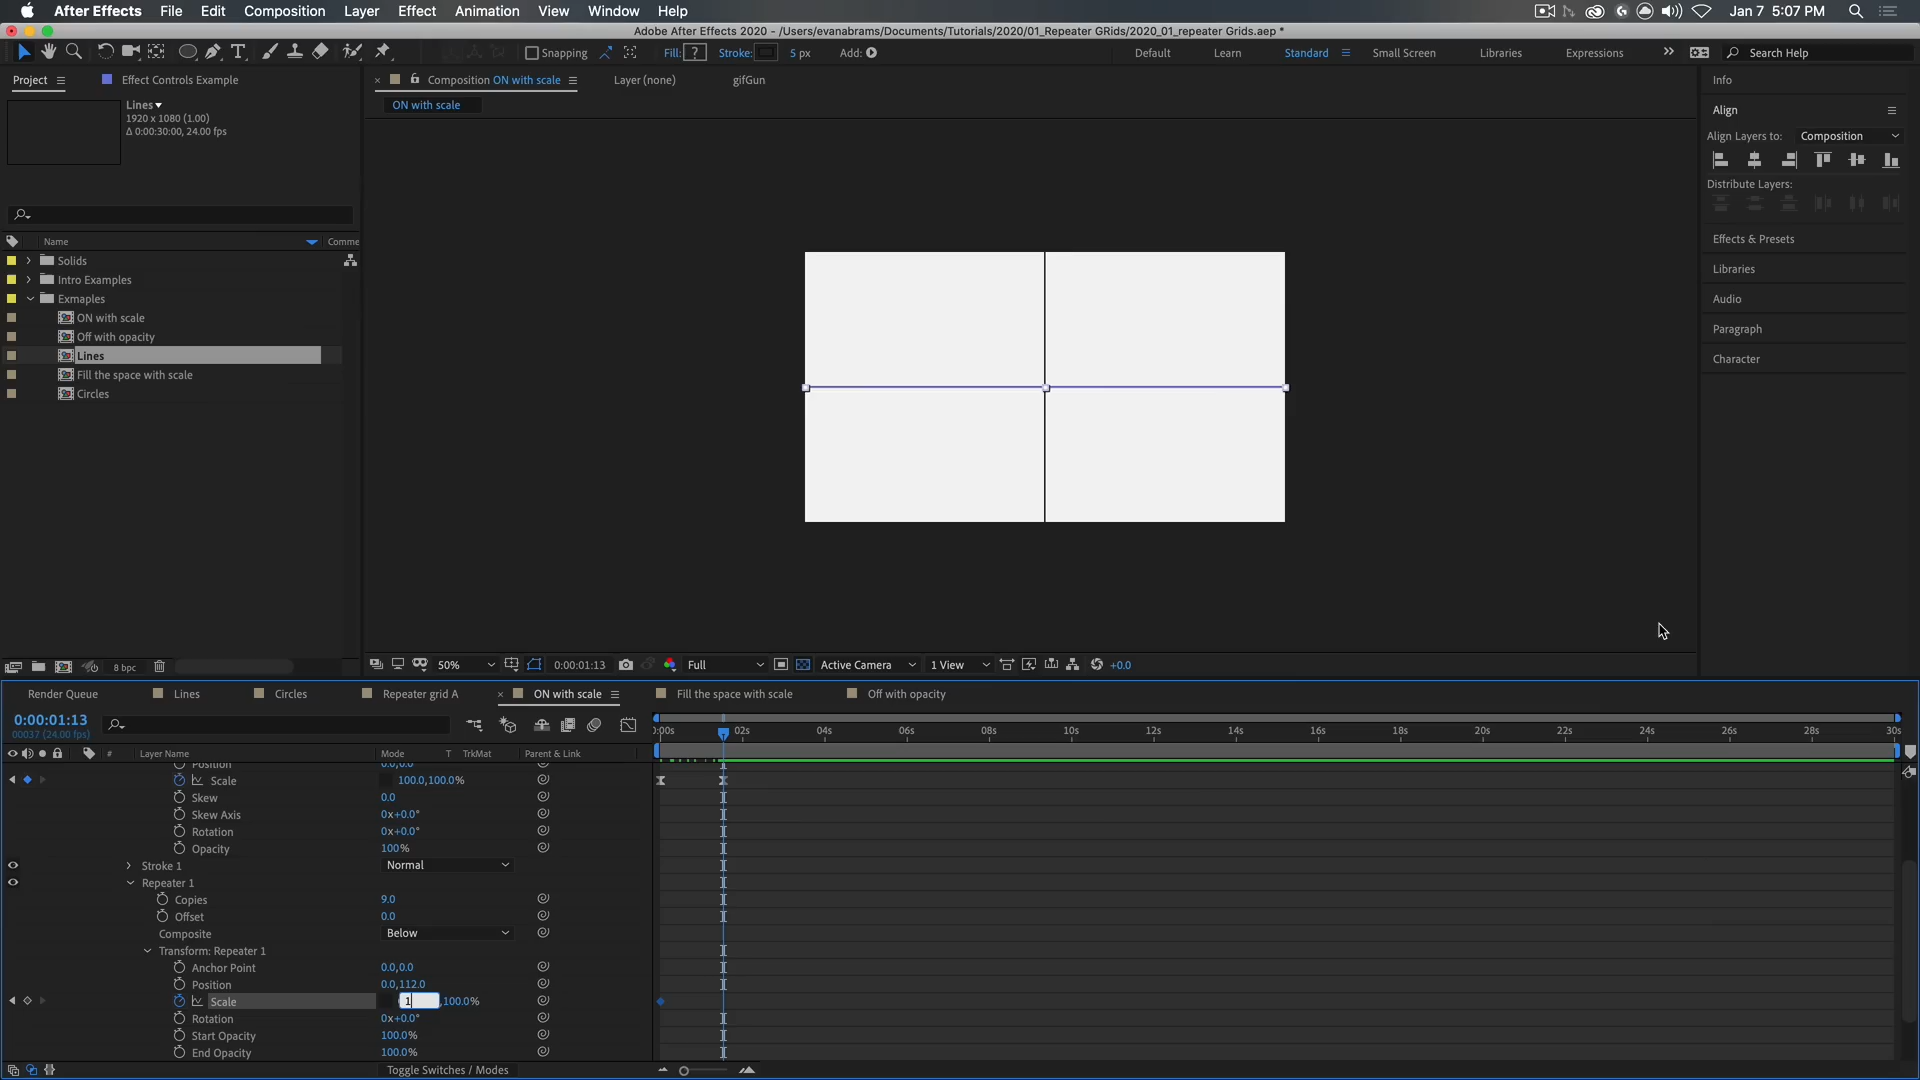 After Effects File Edit Composition Layer Effect Animation View Window Help Jan 7 5:07 PM
Adobe After Effects 2020 - /Users/evanabrams/Documents/Tutorials/2020/01_Repeater GRids/2020_01_repeater Grids.aep *
Snapping Fill: ? Stroke: 5 px Add: Default Learn Standard Small Screen Libraries Expressions Search Help
Project Effect Controls Example Composition ON with scale Layer (none) gifGun Info
Lines ON with scale Align
1920 x 1080 (1.00)
Δ 0:00:30:00, 24.00 fps
Align Layers to: Composition
Distribute Layers:
Name Comme
Effects & Presets
Solids
Libraries
Intro Examples
Exmaples
Audio
ON with scale
Paragraph
Off with opacity
Lines
Character
Fill the space with scale
Circles
8 bpc 50% 0:00:01:13 Full Active Camera 1 View +0.0
Render Queue Lines Circles Repeater grid A ON with scale Fill the space with scale Off with opacity
0:00:01:13
00037 (24.00 fps)
0:00s 02s 04s 06s 08s 10s 12s 14s 16s 18s 20s 22s 24s 26s 28s 30s
# Layer Name Mode T TrkMat Parent & Link
Position 0.0,0.0
Scale 100.0,100.0%
Skew 0.0
Skew Axis 0x+0.0°
Rotation 0x+0.0°
Opacity 100%
Stroke 1 Normal
Repeater 1
Copies 9.0
Offset 0.0
Composite Below
Transform: Repeater 1
Anchor Point 0.0,0.0
Position 0.0,112.0
Scale 1 ,100.0%
Rotation 0x+0.0°
Start Opacity 100.0%
End Opacity 100.0%
Toggle Switches / Modes